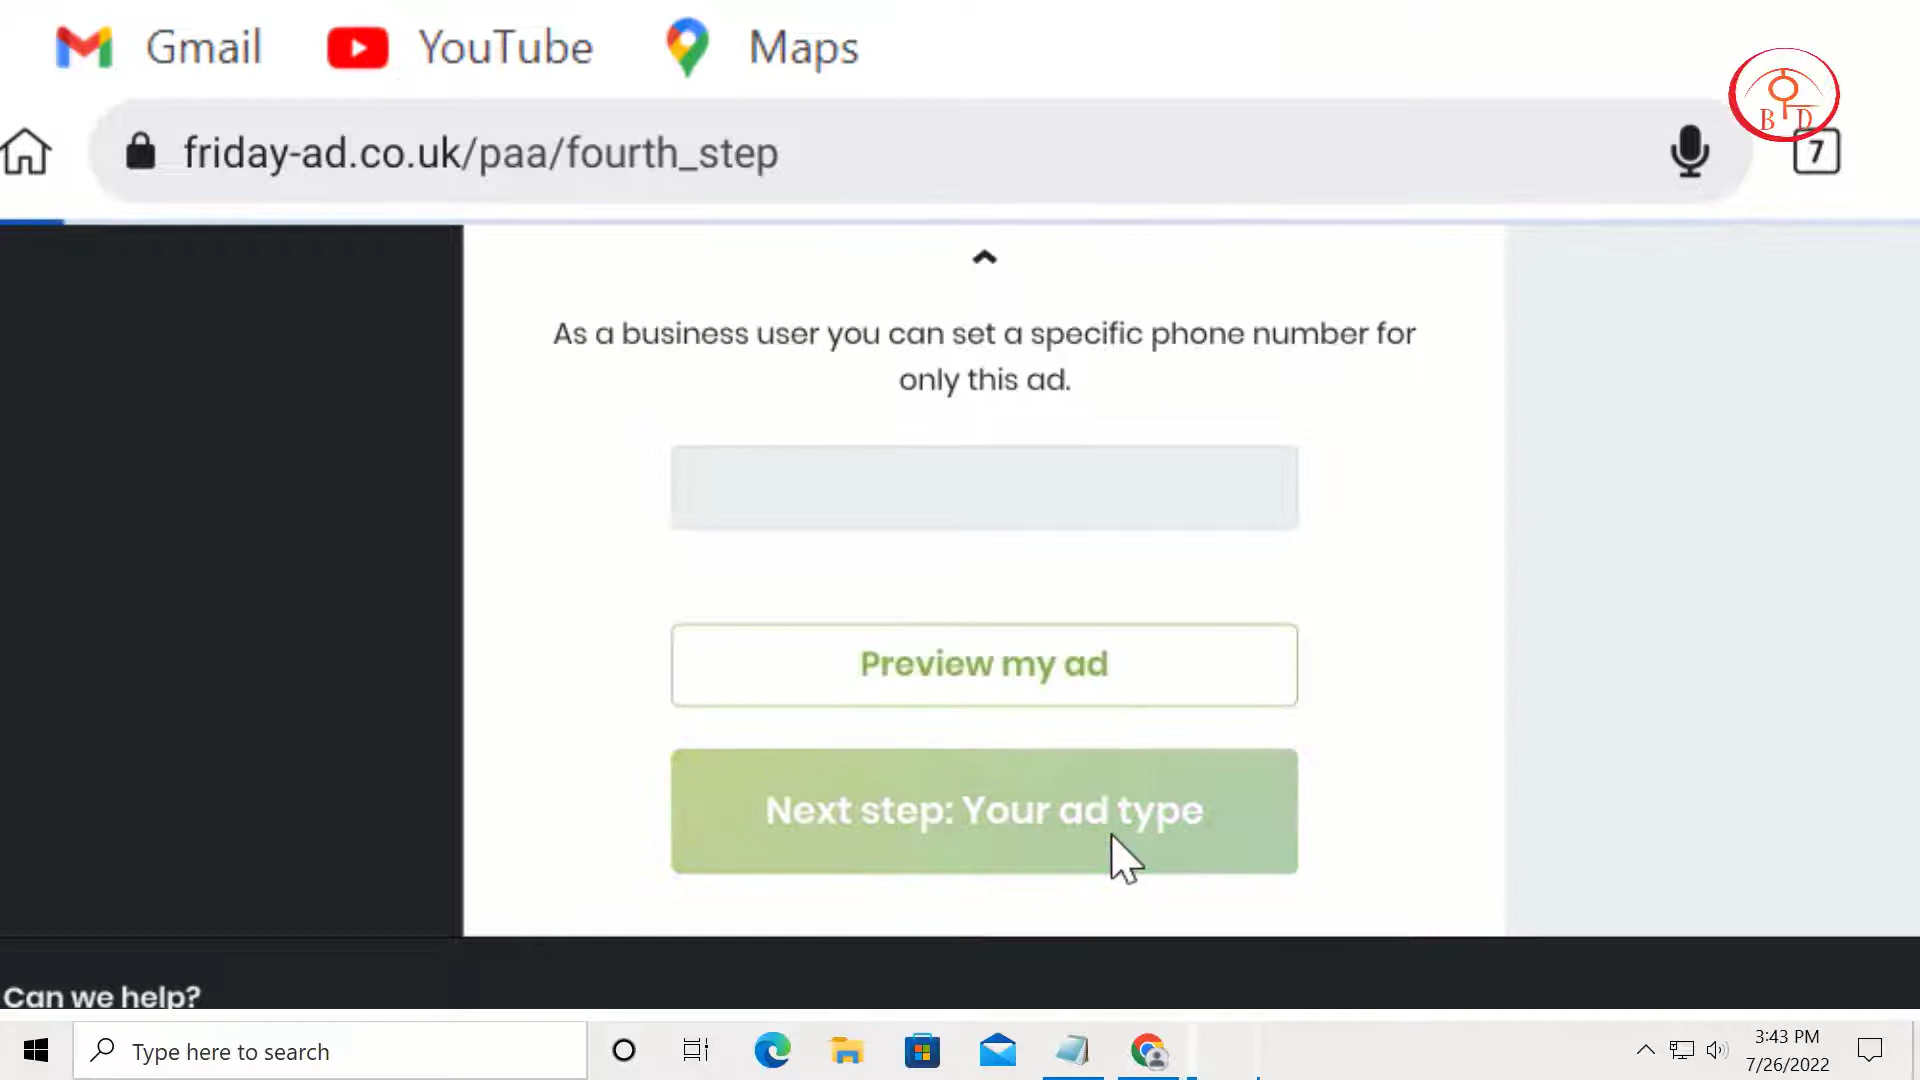 Gmail
YouTube
Maps
B D
friday-ad.co.uk/paa/fourth_step
7
As a business user you can set a specific phone number for
only this ad.
Preview my ad
Next step: Your ad type
Can we help?
Type here to search
3:43 PM
7/26/2022